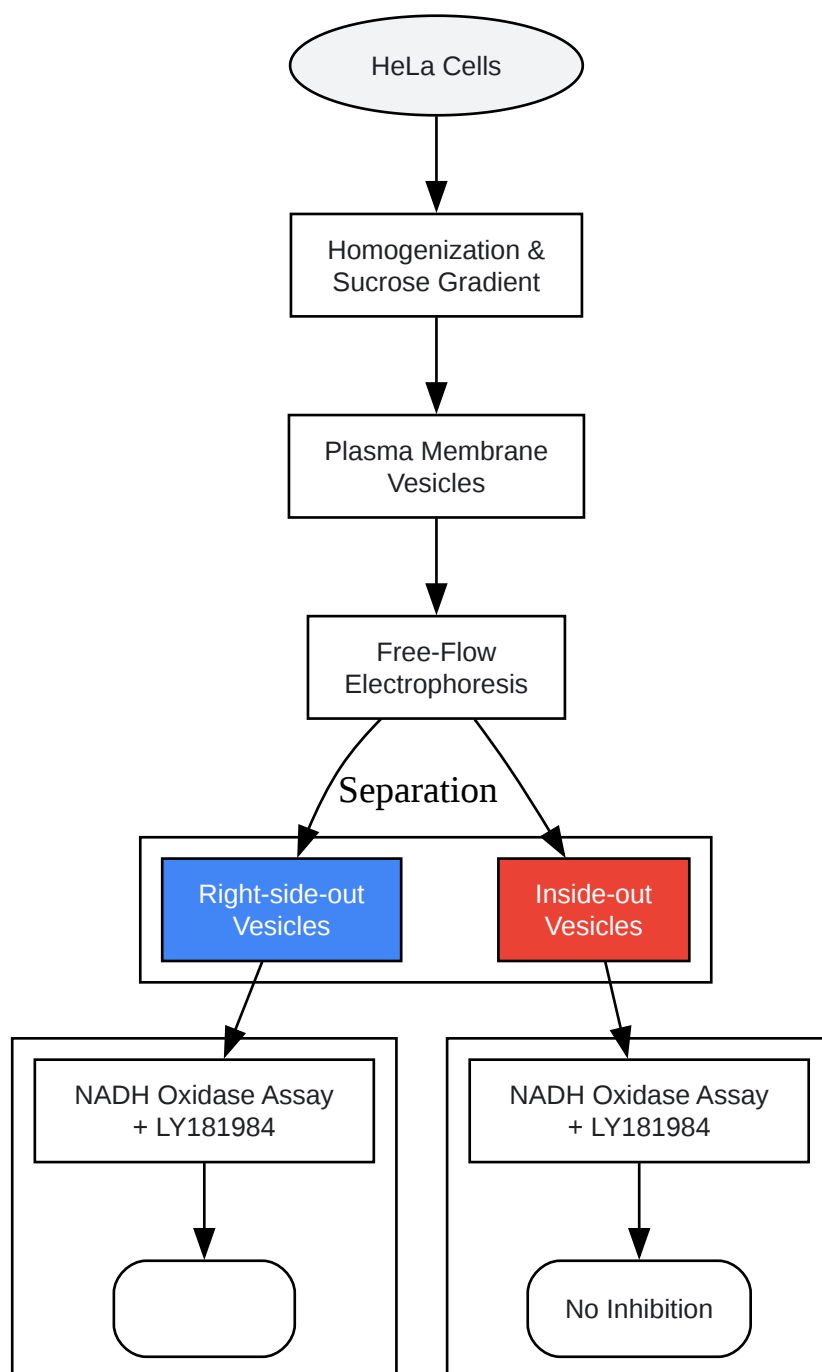 HeLa Cells
Homogenization &
Sucrose Gradient
Plasma Membrane
Vesicles
Free-Flow
Electrophoresis
Separation
Right-side-out
Vesicles
Inside-out
Vesicles
NADH Oxidase Assay
+ LY181984
NADH Oxidase Assay
+ LY181984
No Inhibition